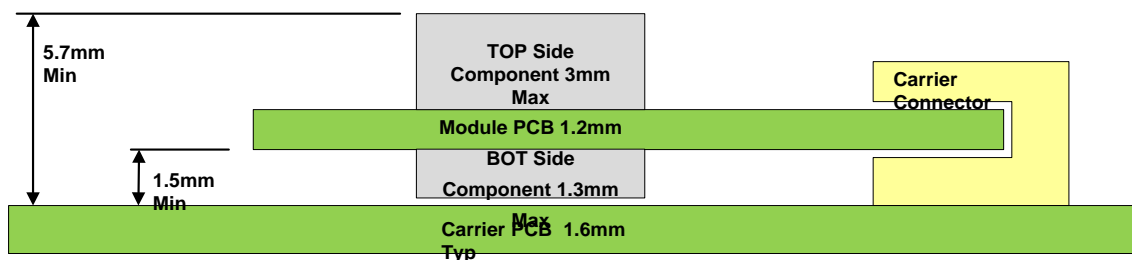 5.7mm
Min
TOP Side
Component 3mm
Max
Carrier
Connector
Module PCB 1.2mm
BOT Side
Component 1.3mm
Max
1.5mm
Min
Carrier PCB 1.6mm
Typ